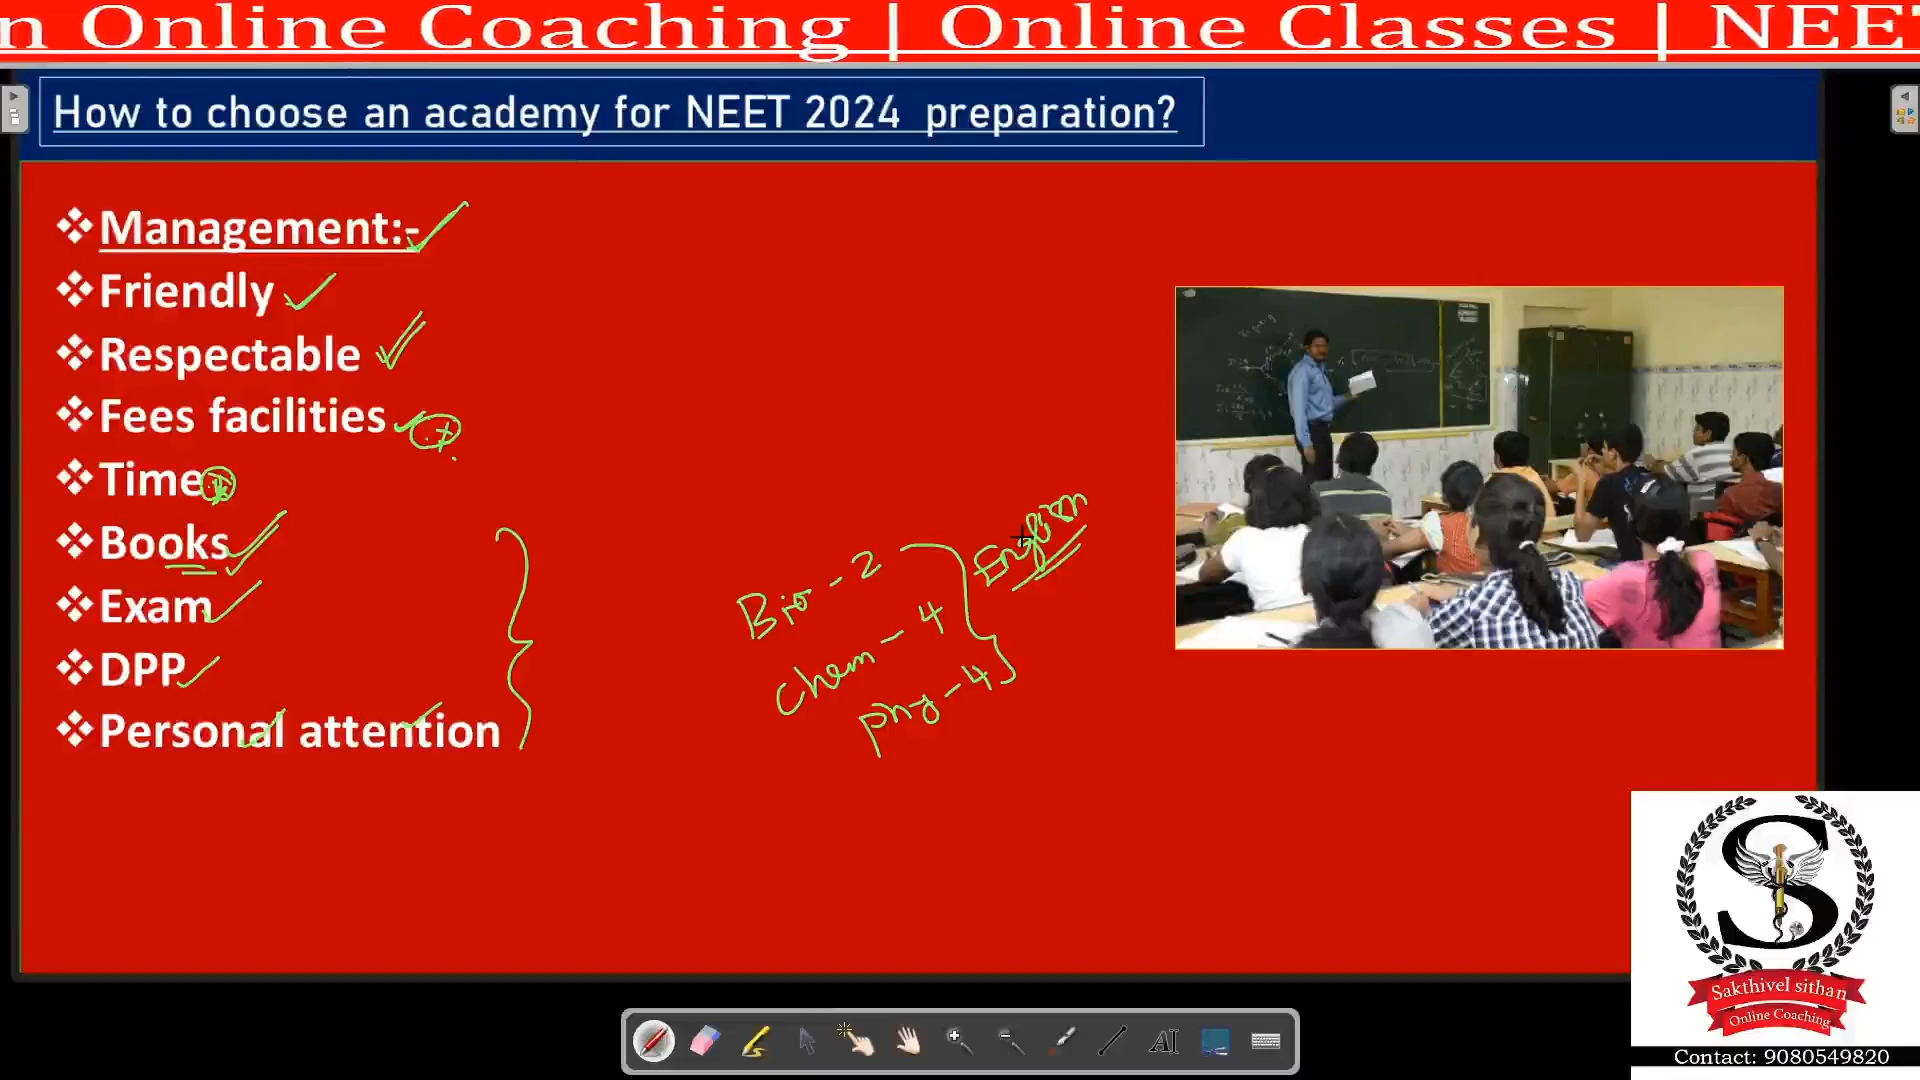 n Online Coaching | Online Classes | NEET
How to choose an academy for NEET 2024 preparation?
❖Management:-
❖Friendly
❖Respectable
❖Fees facilities
❖Time
❖Books
❖Exam
❖DPP
❖Personal attention
English
Bio - 2
Chem - 4
phy - 4
S
Sakthivel sithan
Online Coaching
Contact: 9080549820
AI